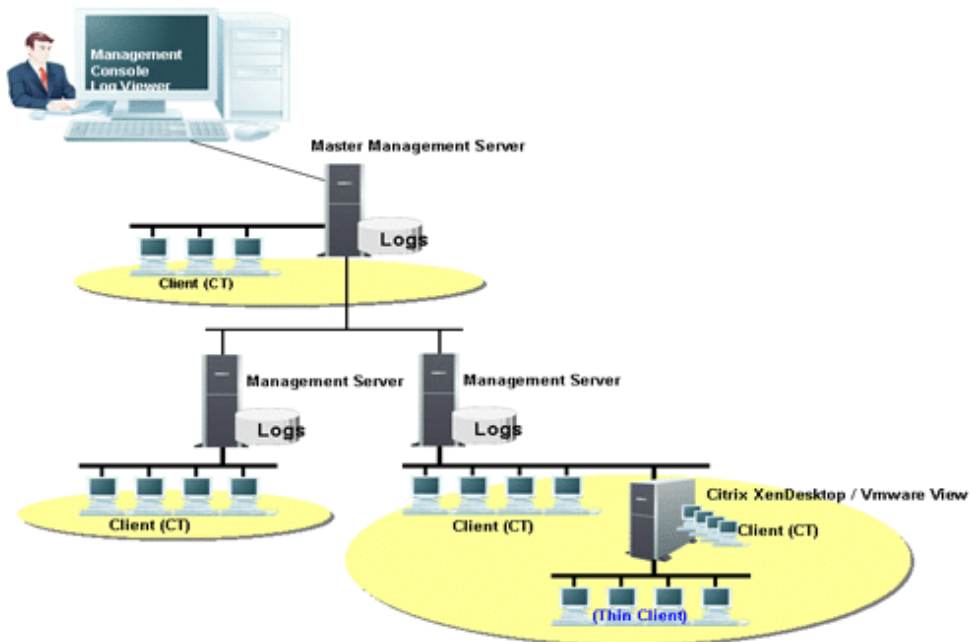 Management
Console
Log Viewer
Master Management Server
Logs
Client (CT)
Management Server
Management Server
Logs
Logs
Client (CT)
Client (CT)
Citrix XenDesktop / Vmware View
Client (CT)
(Thin Client)